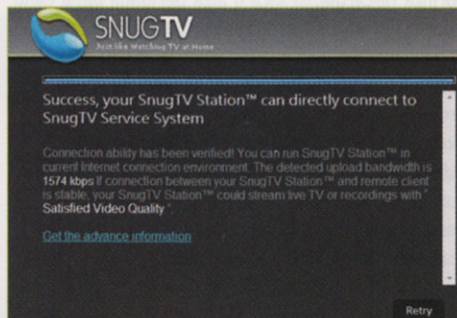 SNUGTV
Just like Watching TV at Home
Success, your SnugTV Station™ can directly connect to
SnugTV Service System
Connection ability has been verified! You can run SnugTV Station™ in
current Internet connection environment. The detected upload bandwidth is
1574 kbps If connection between your SnugTV Station™ and remote client
is stable, your SnugTV Station™ could stream live TV or recordings with "
Satisfied Video Quality "
Get the advance information
Retry